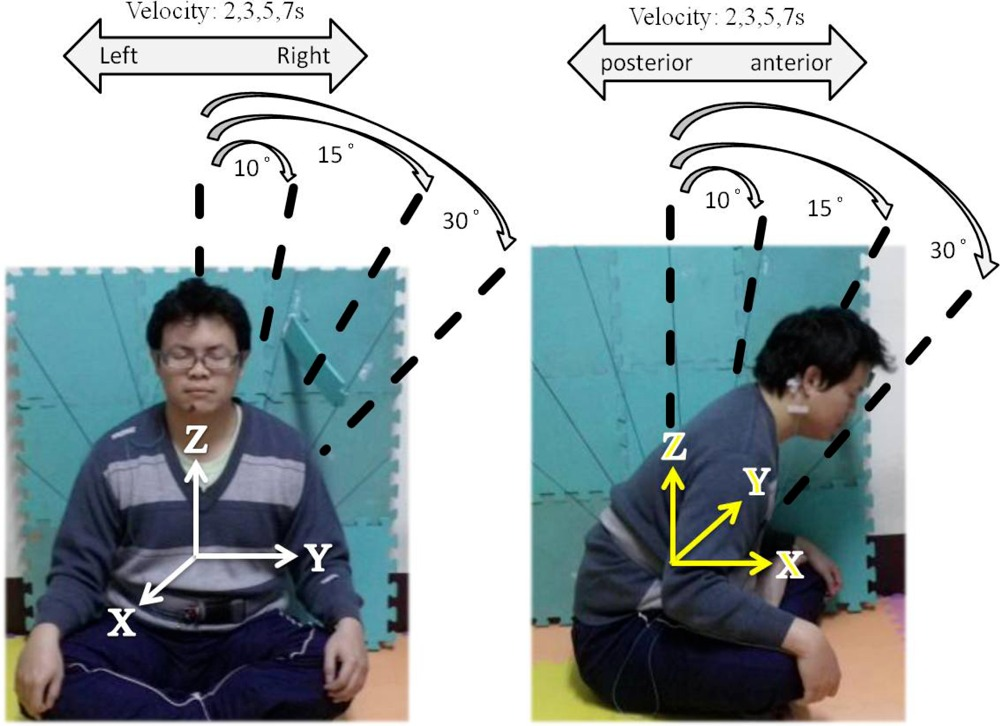 Velocity: 2,3,5,7s
Left Right
10°
15°
30°
Z
Y
X
Velocity: 2,3,5,7s
posterior anterior
10°
15°
30°
Z
Y
X